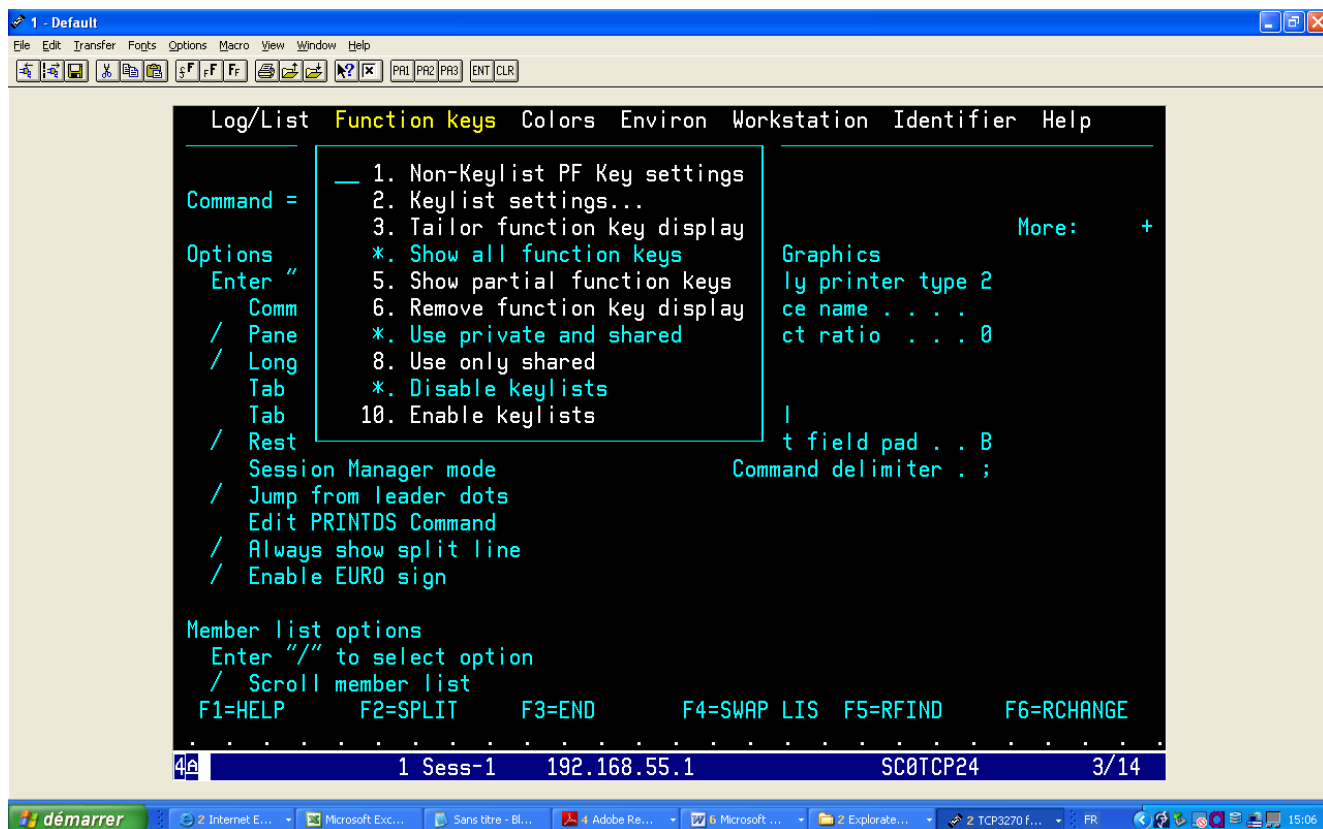 1 - Default
File Edit Transfer Fonts Options Macro View Window Help
PA1 PA2 PA3 ENT CLR
Log/List Function keys Colors Environ Workstation Identifier Help
__ 1. Non-Keylist PF Key settings
Command = 2. Keylist settings...
3. Tailor function key display More: +
Options *. Show all function keys Graphics
Enter " 5. Show partial function keys ly printer type 2
Comm 6. Remove function key display ce name . . . .
/ Pane *. Use private and shared ct ratio . . . 0
/ Long 8. Use only shared
Tab *. Disable keylists
Tab 10. Enable keylists l
/ Rest t field pad . . B
Session Manager mode Command delimiter . ;
/ Jump from leader dots
Edit PRINTDS Command
/ Always show split line
/ Enable EURO sign
Member list options
Enter "/" to select option
/ Scroll member list
F1=HELP F2=SPLIT F3=END F4=SWAP LIS F5=RFIND F6=RCHANGE
. . . . . . . . . . . . . . . . . . . . . . . . . . .
4A 1 Sess-1 192.168.55.1 SC0TCP24 3/14
démarrer 2 Internet E... Microsoft Exc... Sans titre - Bl... 4 Adobe Re... 6 Microsoft ... 2 Explorate... 2 TCP3270 f... FR 15:06